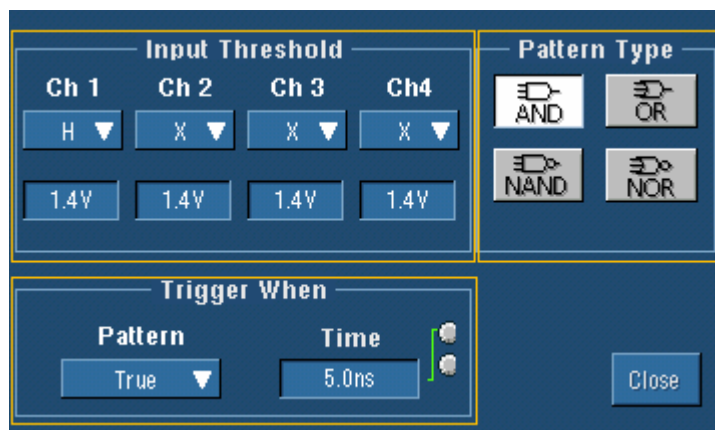 Input Threshold
Ch 1 Ch 2 Ch 3 Ch4
H X X X
1.4V 1.4V 1.4V 1.4V
Pattern Type
AND OR
NAND NOR
Trigger When
Pattern Time
True 5.0ns
Close